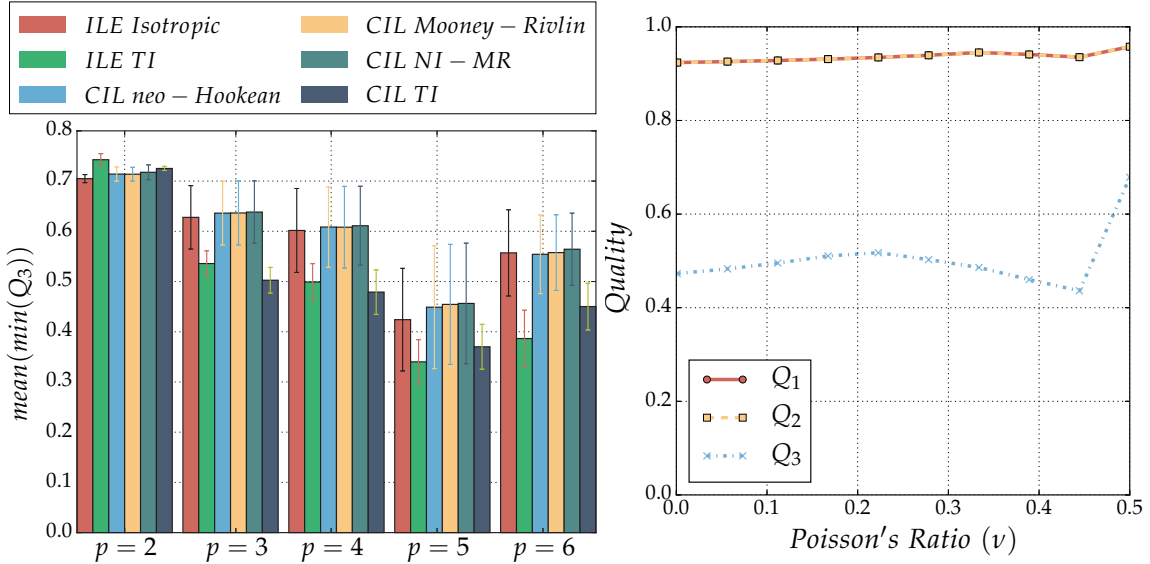 ILE Isotropic
ILE TI
CIL neo − Hookean
CIL Mooney − Rivlin
CIL NI − MR
CIL TI
mean(min(Q₃))
0.8
0.7
0.6
0.5
0.4
0.3
0.2
0.1
0.0
p = 2 p = 3 p = 4 p = 5 p = 6
Quality
1.0
0.8
0.6
0.4
0.2
0.0
Q₁
Q₂
Q₃
0.0 0.1 0.2 0.3 0.4 0.5
Poisson's Ratio (ν)